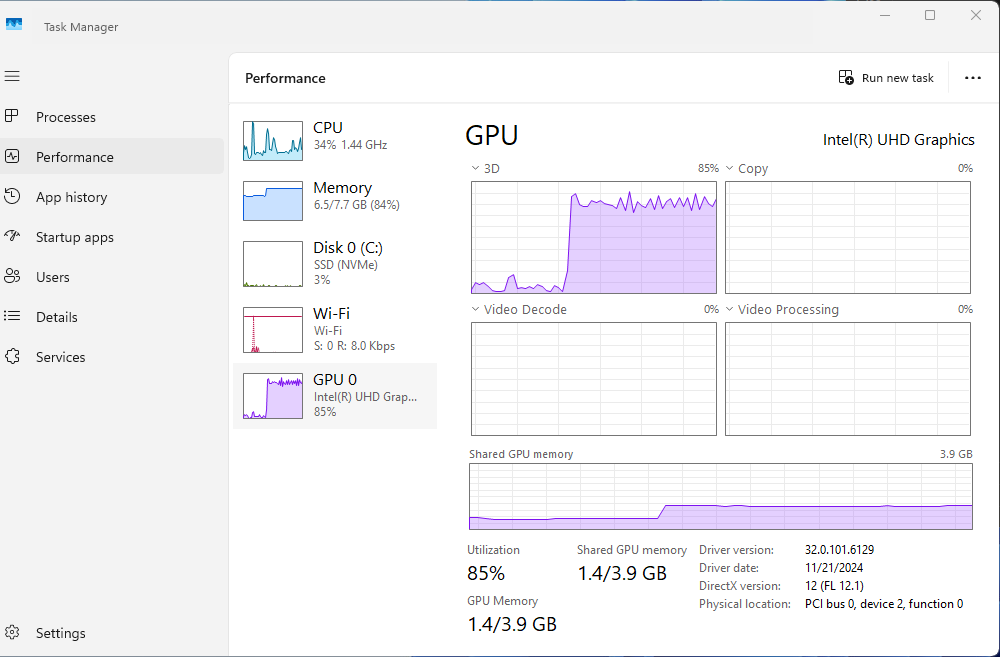 Task Manager
Performance
Run new task
Processes
Performance
App history
Startup apps
Users
Details
Services
Settings
CPU
34% 1.44 GHz
Memory
6.5/7.7 GB (84%)
Disk 0 (C:)
SSD (NVMe)
3%
Wi-Fi
Wi-Fi
S: 0 R: 8.0 Kbps
GPU 0
Intel(R) UHD Grap...
85%
GPU
Intel(R) UHD Graphics
3D 85%
Copy 0%
Video Decode 0%
Video Processing 0%
Shared GPU memory 3.9 GB
Utilization
85%
Shared GPU memory
1.4/3.9 GB
GPU Memory
1.4/3.9 GB
Driver version: 32.0.101.6129
Driver date: 11/21/2024
DirectX version: 12 (FL 12.1)
Physical location: PCI bus 0, device 2, function 0